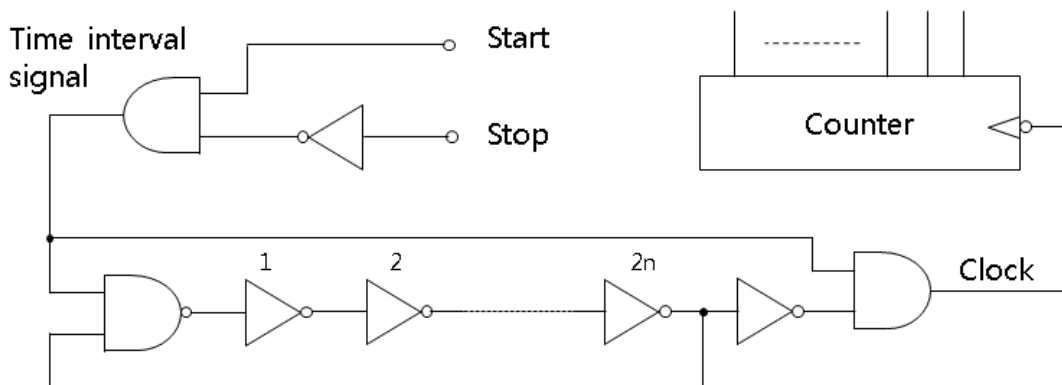 Time interval
signal
Start
Stop
Counter
1
2
2n
Clock